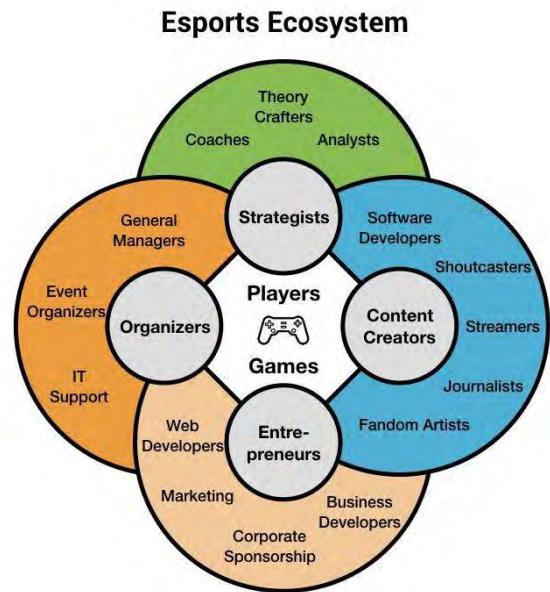 Esports Ecosystem
Theory
Crafters
Coaches
Analysts
Strategists
General
Managers
Event
Organizers
IT
Support
Organizers
Players
Games
Software
Developers
Shoutcasters
Streamers
Journalists
Fandom Artists
Content
Creators
Entre-
preneurs
Web
Developers
Marketing
Corporate
Sponsorship
Business
Developers